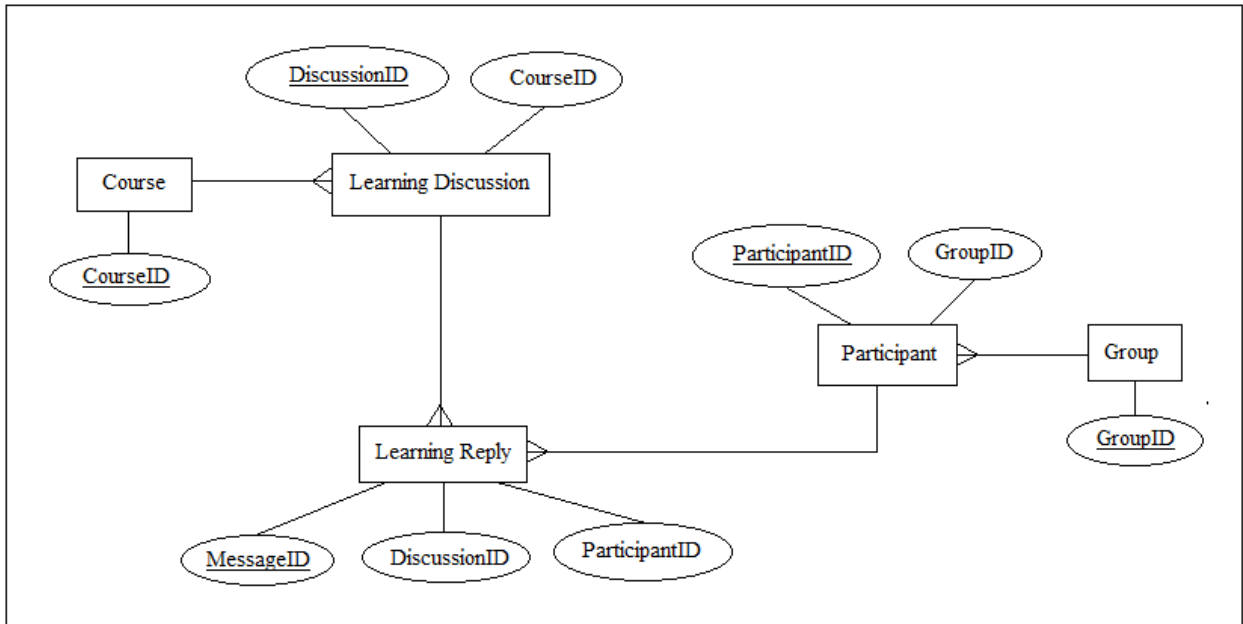 DiscussionID
CourseID
Course
Learning Discussion
CourseID
ParticipantID
GroupID
Participant
Group
GroupID
Learning Reply
MessageID
DiscussionID
ParticipantID